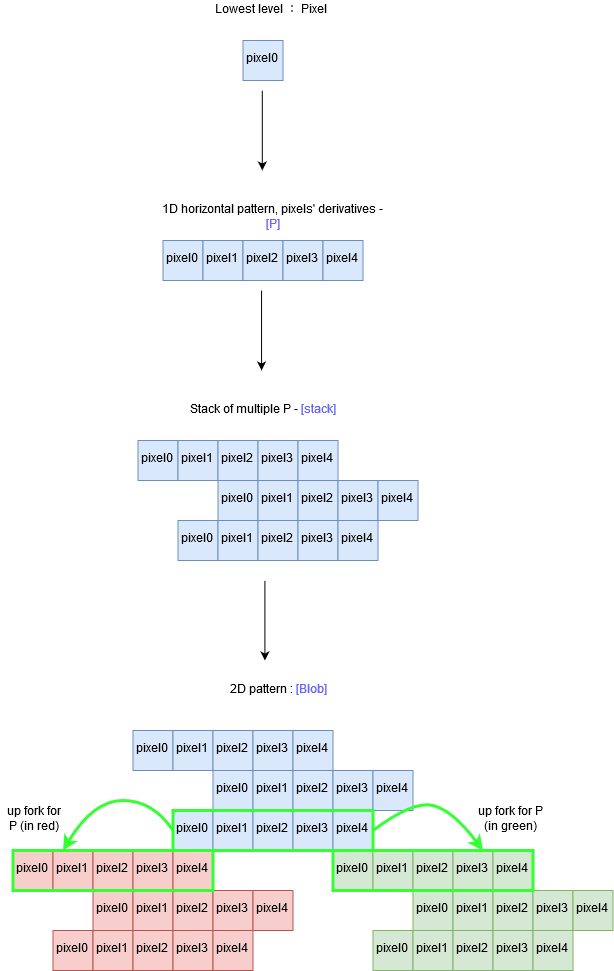 Lowest level : Pixel
pixel0
1D horizontal pattern, pixels' derivatives -
[P]
pixel0 pixel1 pixel2 pixel3 pixel4
Stack of multiple P - [stack]
pixel0 pixel1 pixel2 pixel3 pixel4
pixel0 pixel1 pixel2 pixel3 pixel4
pixel0 pixel1 pixel2 pixel3 pixel4
2D pattern : [Blob]
pixel0 pixel1 pixel2 pixel3 pixel4
pixel0 pixel1 pixel2 pixel3 pixel4
up fork for
P (in red)
pixel0 pixel1 pixel2 pixel3 pixel4
up fork for P
(in green)
pixel0 pixel1 pixel2 pixel3 pixel4
pixel0 pixel1 pixel2 pixel3 pixel4
pixel0 pixel1 pixel2 pixel3 pixel4
pixel0 pixel1 pixel2 pixel3 pixel4
pixel0 pixel1 pixel2 pixel3 pixel4
pixel0 pixel1 pixel2 pixel3 pixel4